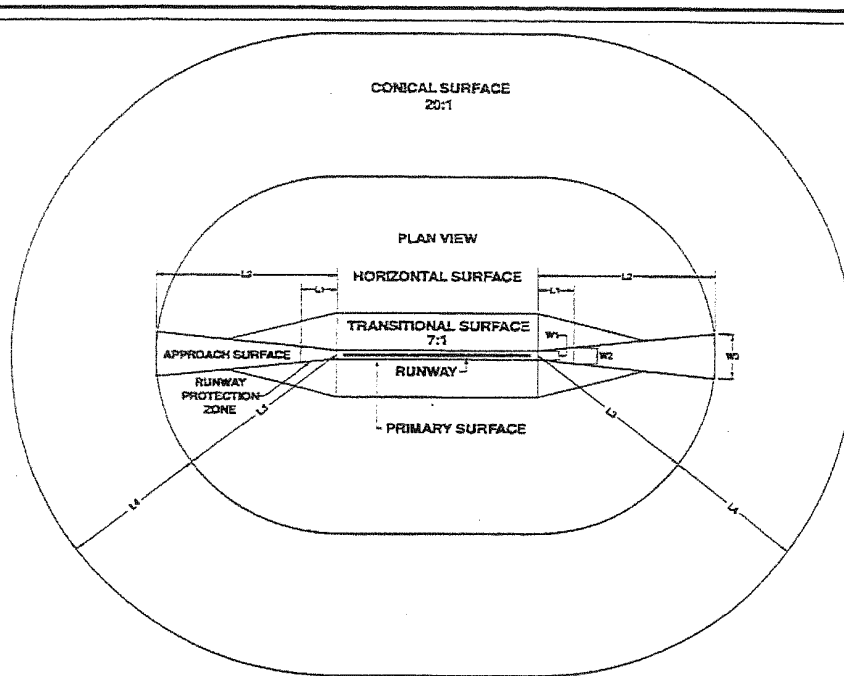 CONICAL SURFACE
20:1
PLAN VIEW
L2
HORIZONTAL SURFACE
L2
L1
L1
TRANSITIONAL SURFACE
7:1
W1
W2
W3
APPROACH SURFACE
RUNWAY
RUNWAY
PROTECTION
ZONE
PRIMARY SURFACE
L3
L3
L4
L4